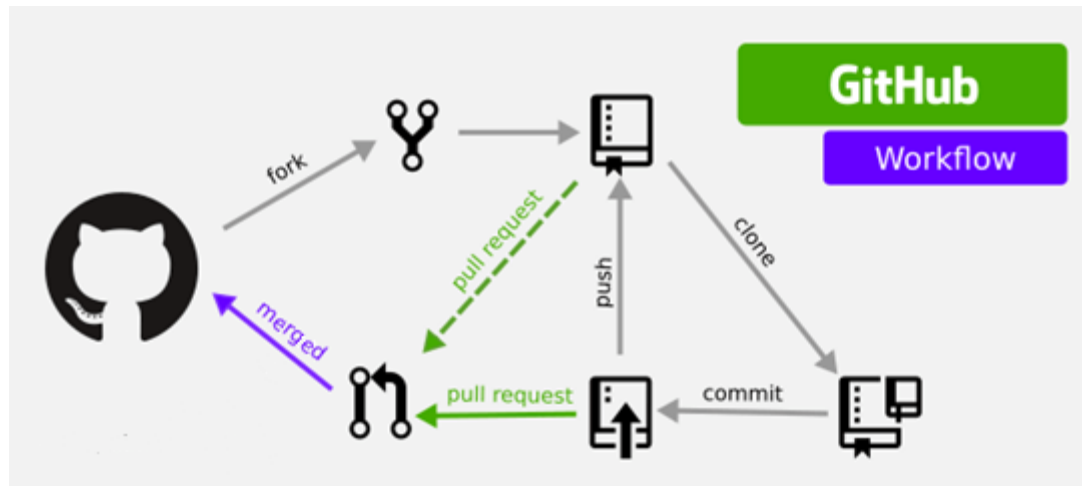 GitHub
Workflow
fork
clone
pull request
push
merged
pull request
commit